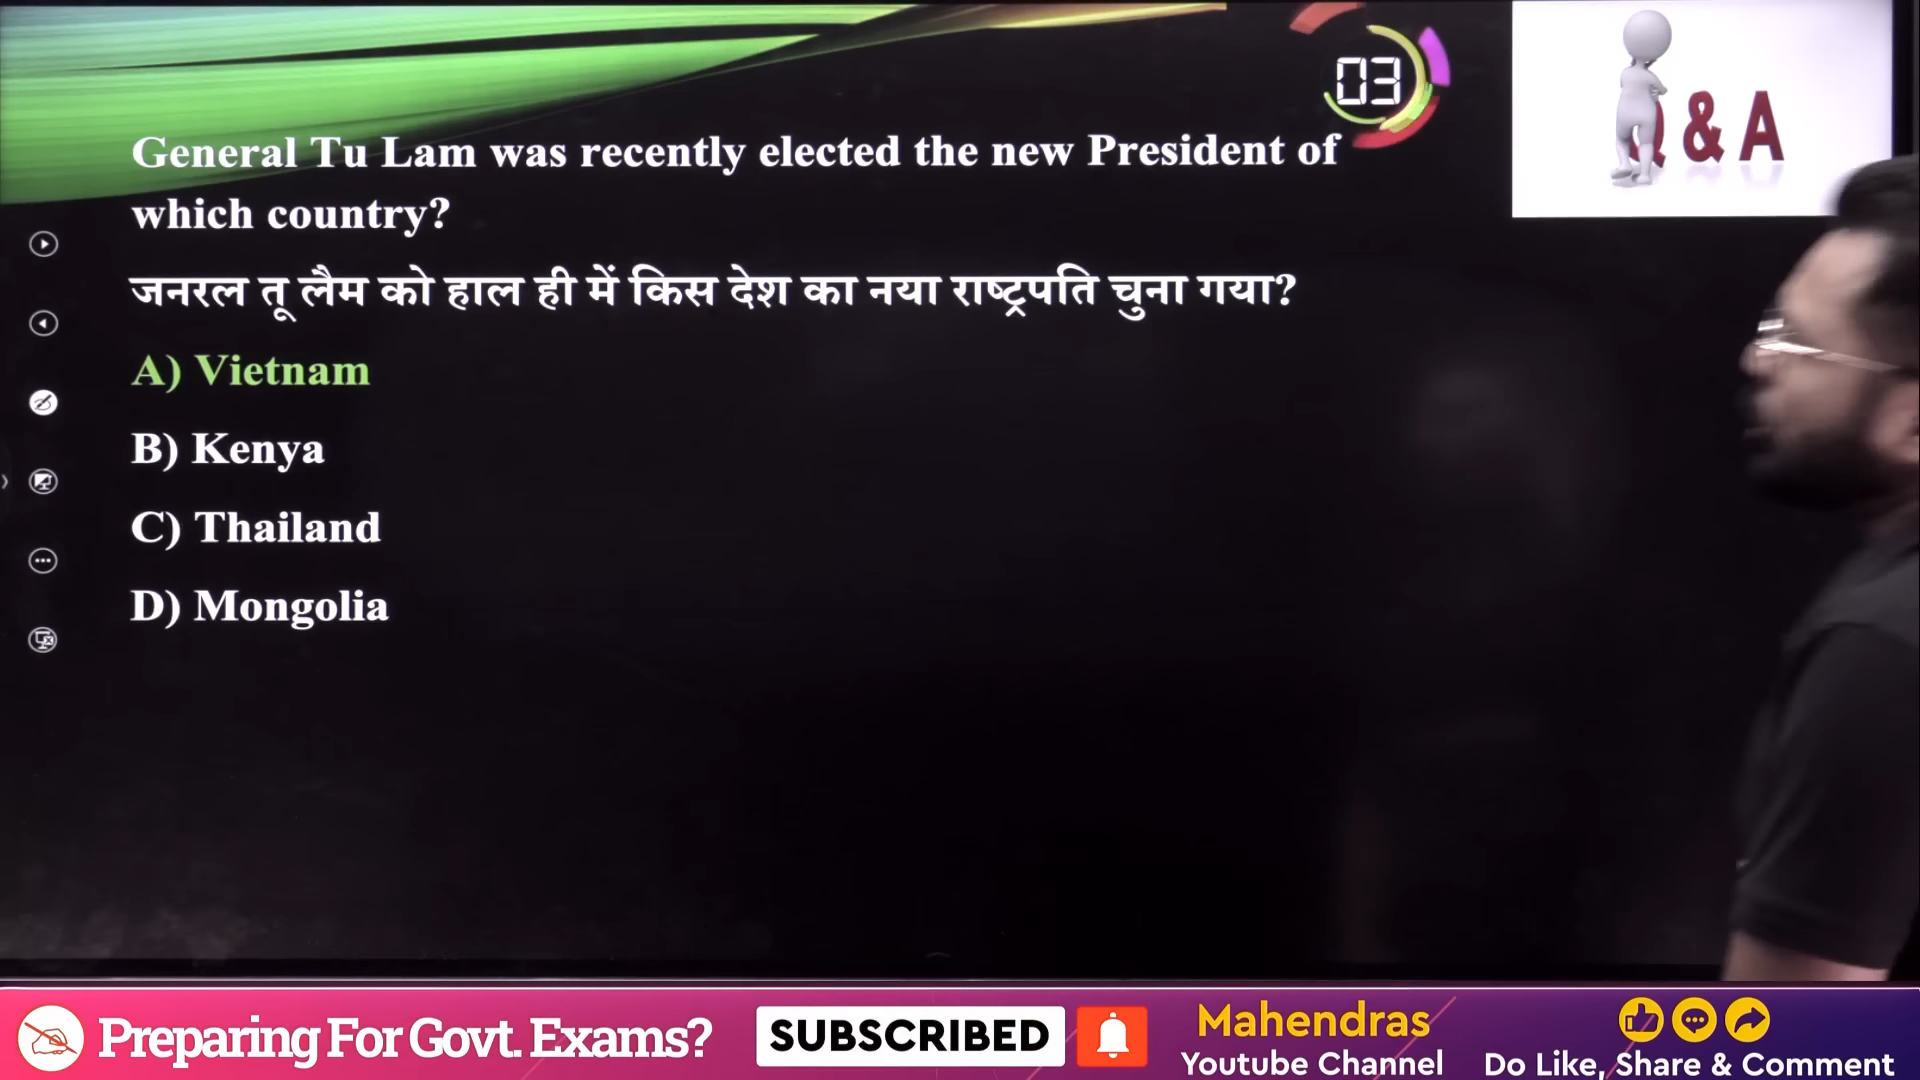 03
Q & A
General Tu Lam was recently elected the new President of
which country?
जनरल तू लैम को हाल ही में किस देश का नया राष्ट्रपति चुना गया?
A) Vietnam
B) Kenya
C) Thailand
D) Mongolia
Preparing For Govt. Exams?
SUBSCRIBED
Mahendras
Youtube Channel
Do Like, Share & Comment